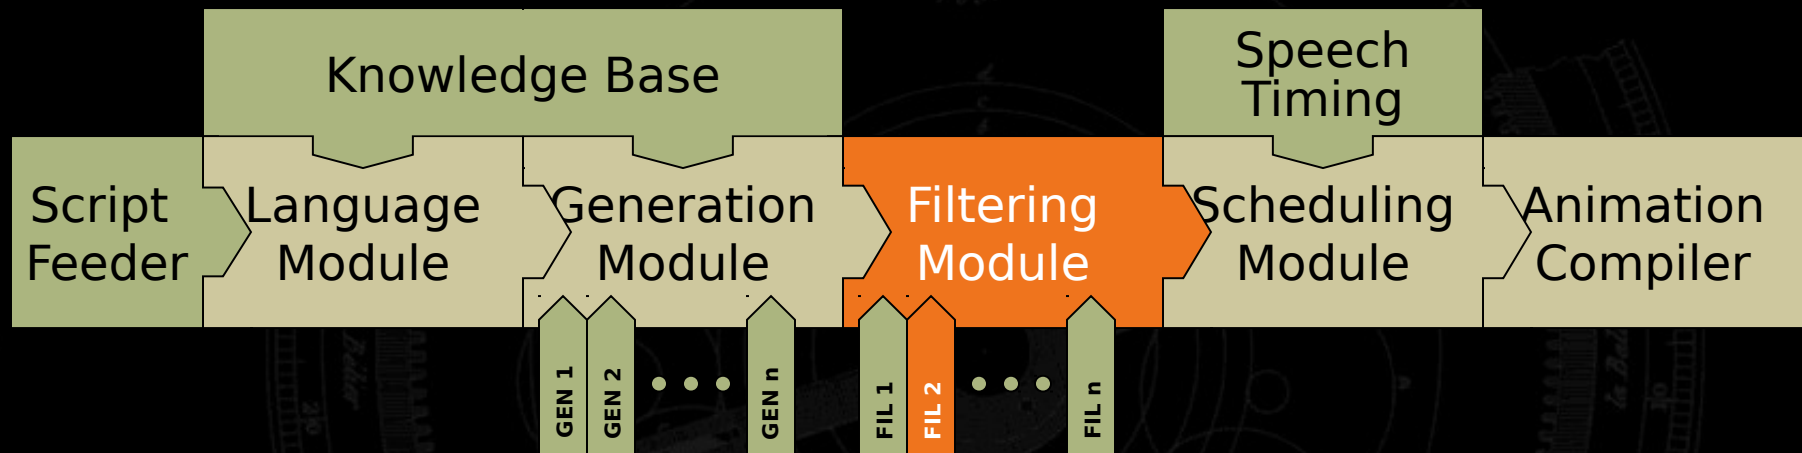 Knowledge Base
Speech
Timing
Script
Feeder
Language
Module
Generation
Module
Filtering
Module
Scheduling
Module
Animation
Compiler
GEN 1
GEN 2
GEN n
FIL 1
FIL 2
FIL n